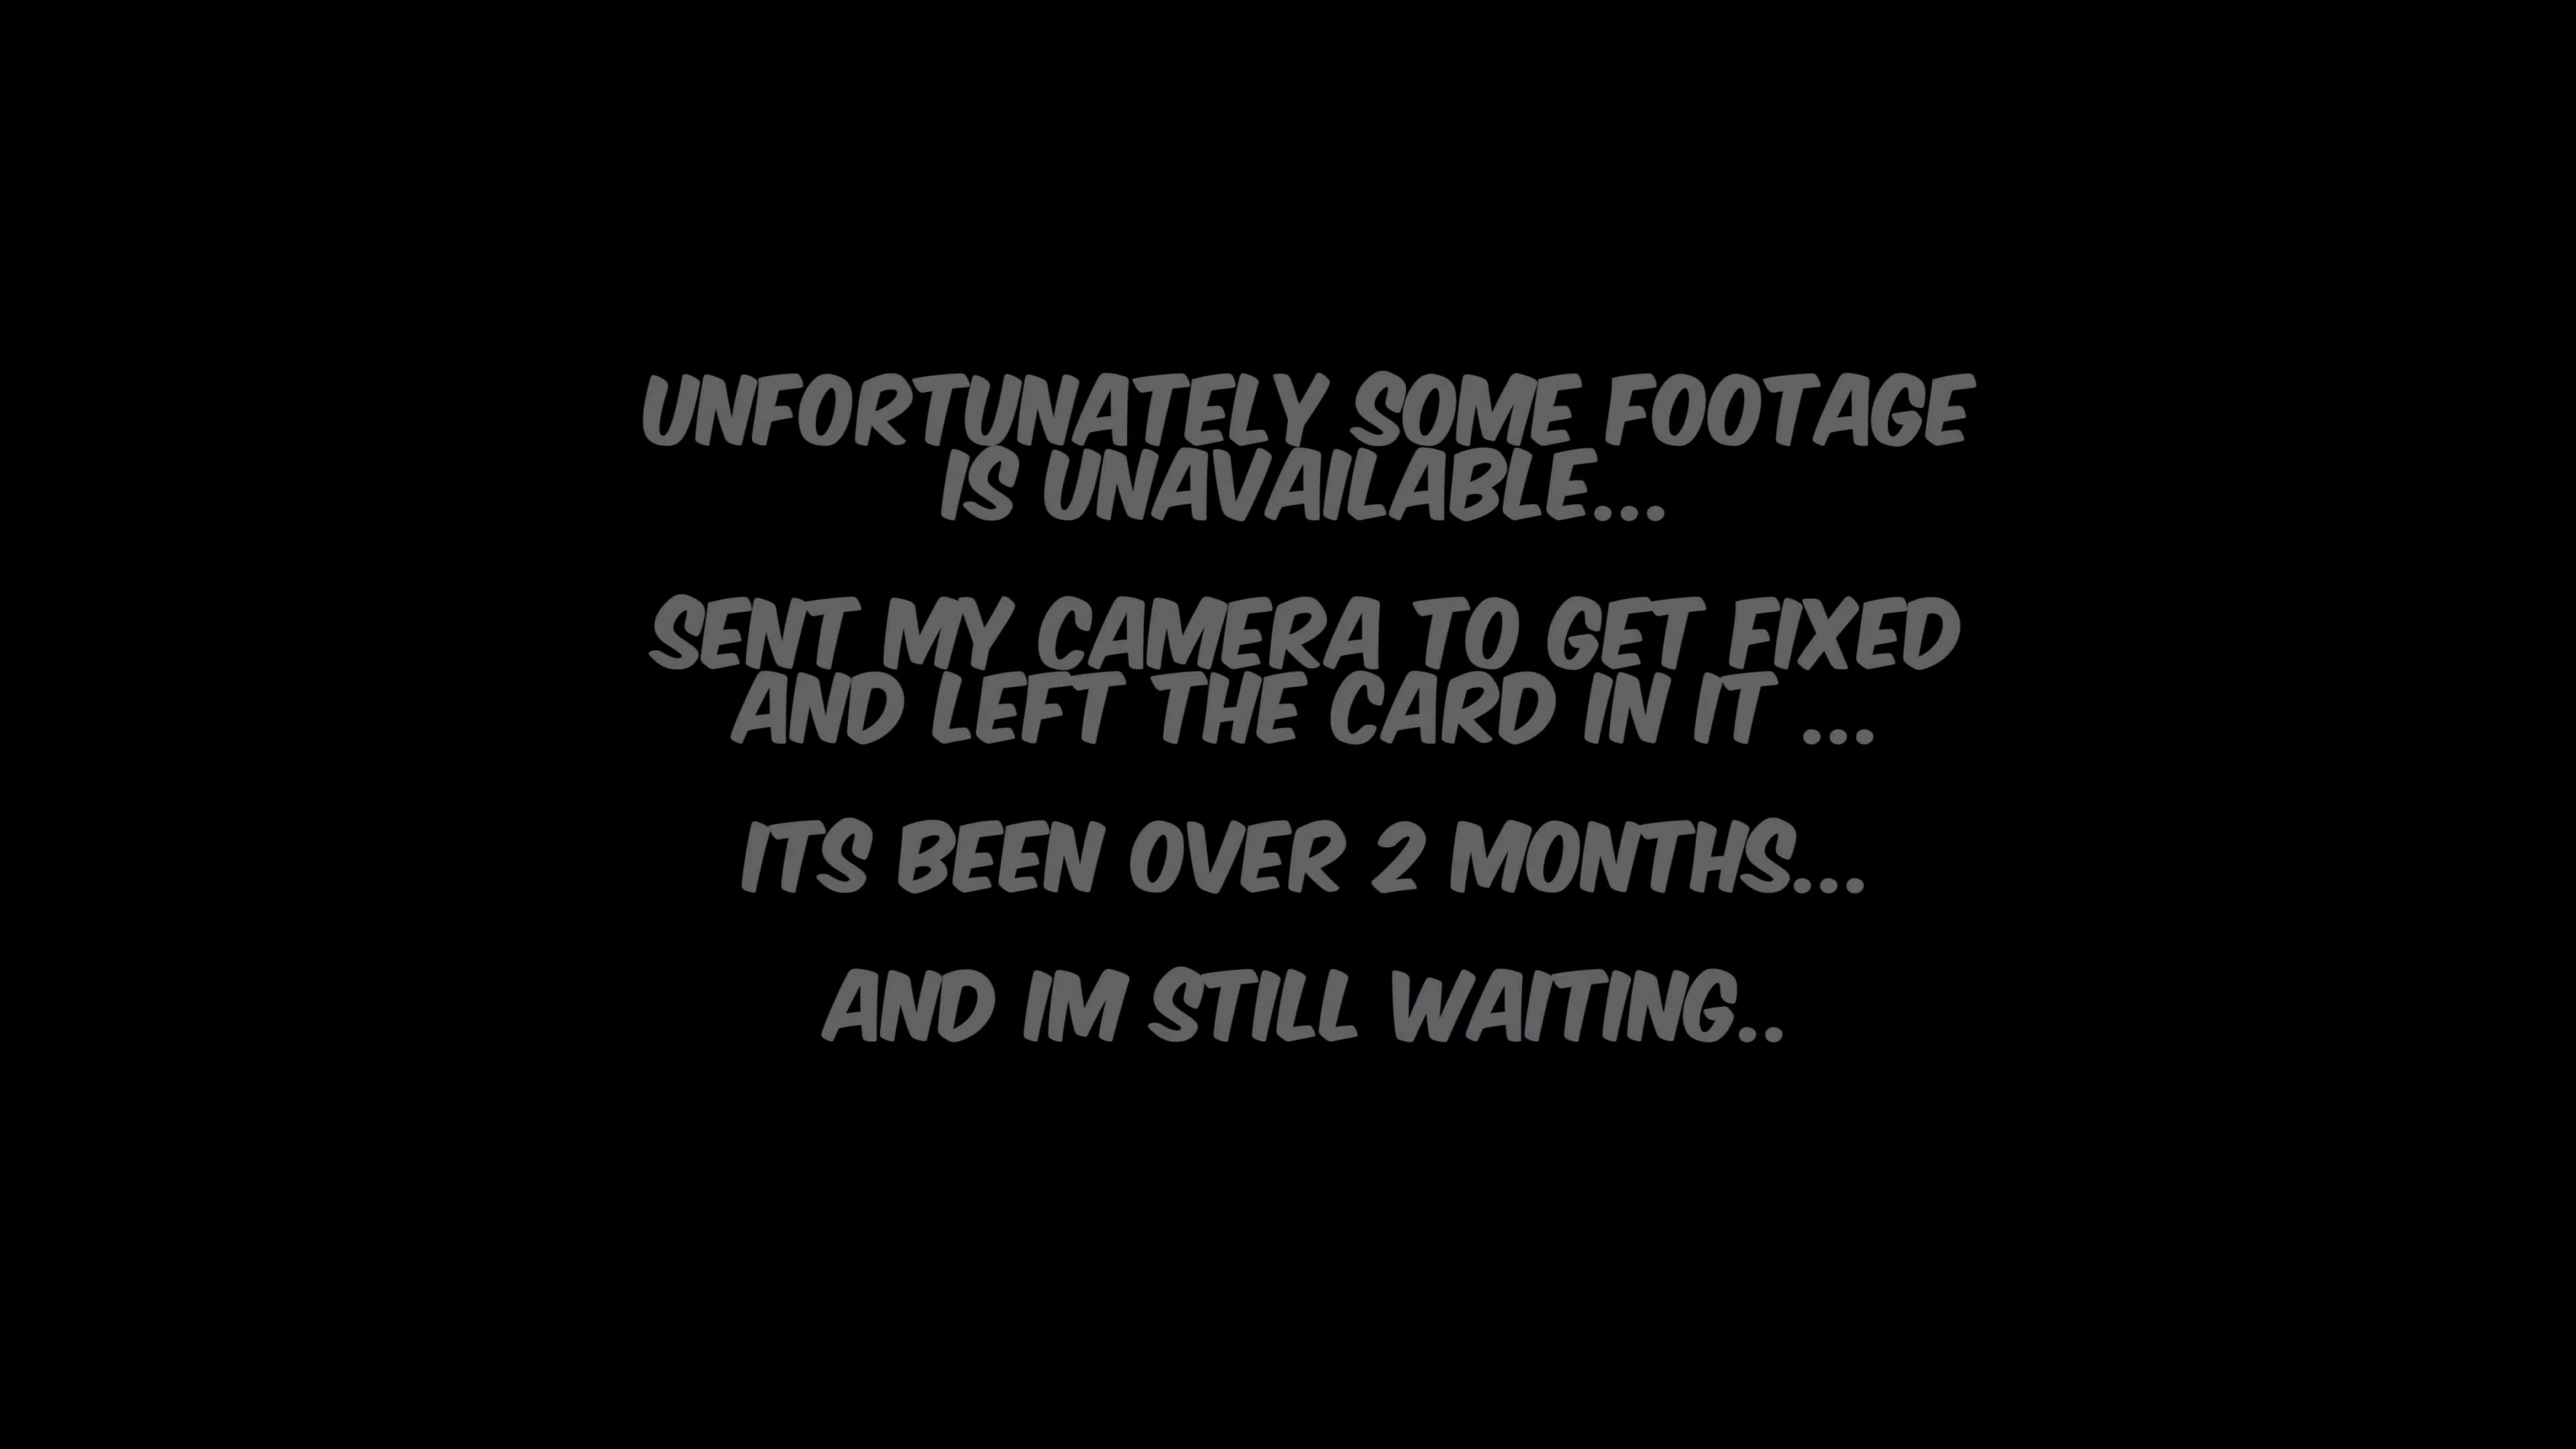 UNFORTUNATELY SOME FOOTAGE
IS UNAVAILABLE...
SENT MY CAMERA TO GET FIXED
AND LEFT THE CARD IN IT ...
ITS BEEN OVER 2 MONTHS...
AND IM STILL WAITING..